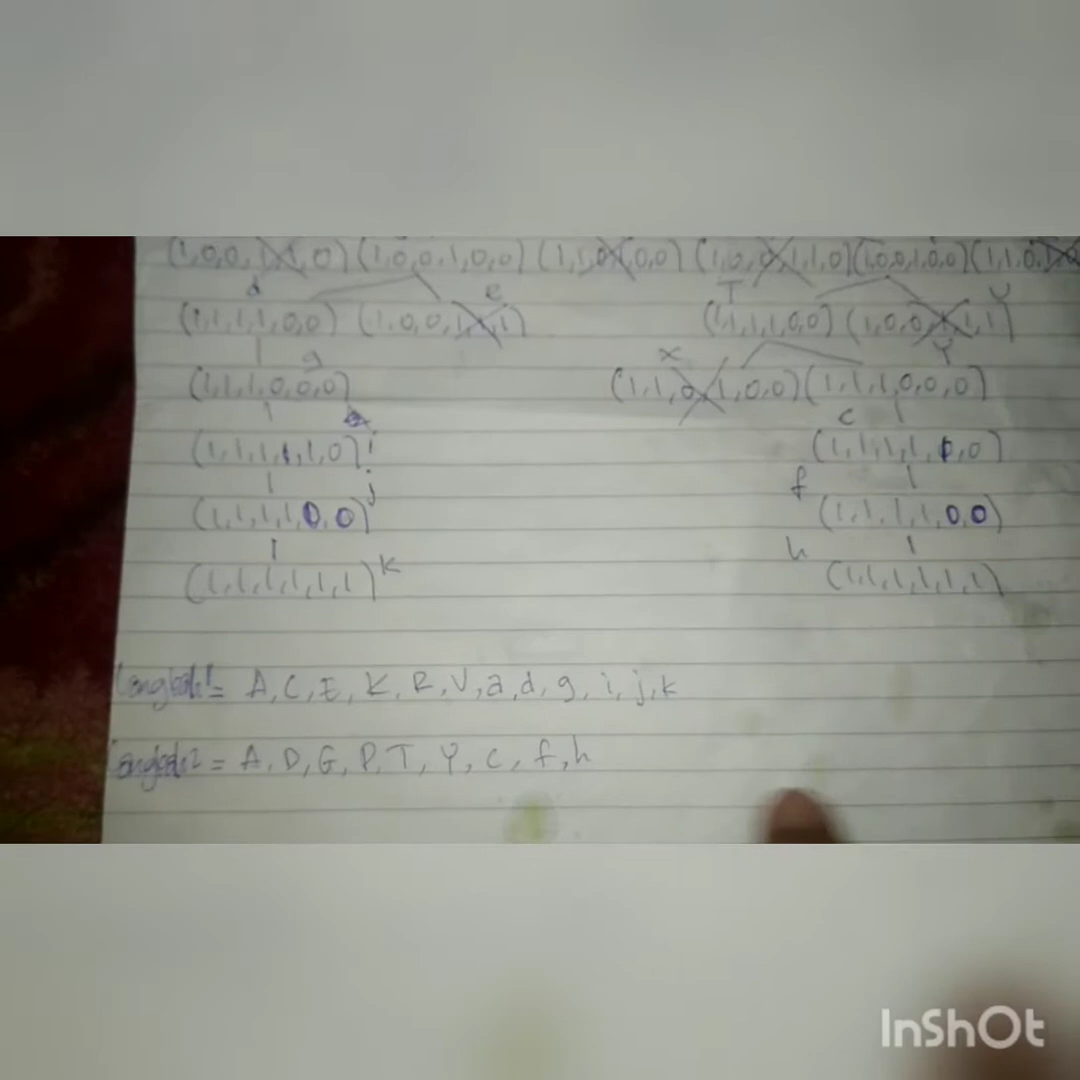 (1,0,0,1,1,0) (1,0,0,1,0,0) (1,1,0,0,0) (1,0,0,1,1,0) (1,0,0,1,0,0) (1,1,0,1,0
d e T U
(1,1,1,1,0,0) (1,0,0,1,1,1) (1,1,1,1,0,0) (1,0,0,1,1,1)
g X Y
(1,1,1,0,0,0) (1,1,0,1,0,0) (1,1,1,0,0,0)
c
(1,1,1,1,1,0) i (1,1,1,1,1,0)
j f
(1,1,1,1,0,0) (1,1,1,1,0,0)
h
(1,1,1,1,1,1) k (1,1,1,1,1,1)
= A, C, E, K, R, V, a, d, g, i, j, k
= A, D, G, P, T, Y, c, f, h
InShOt